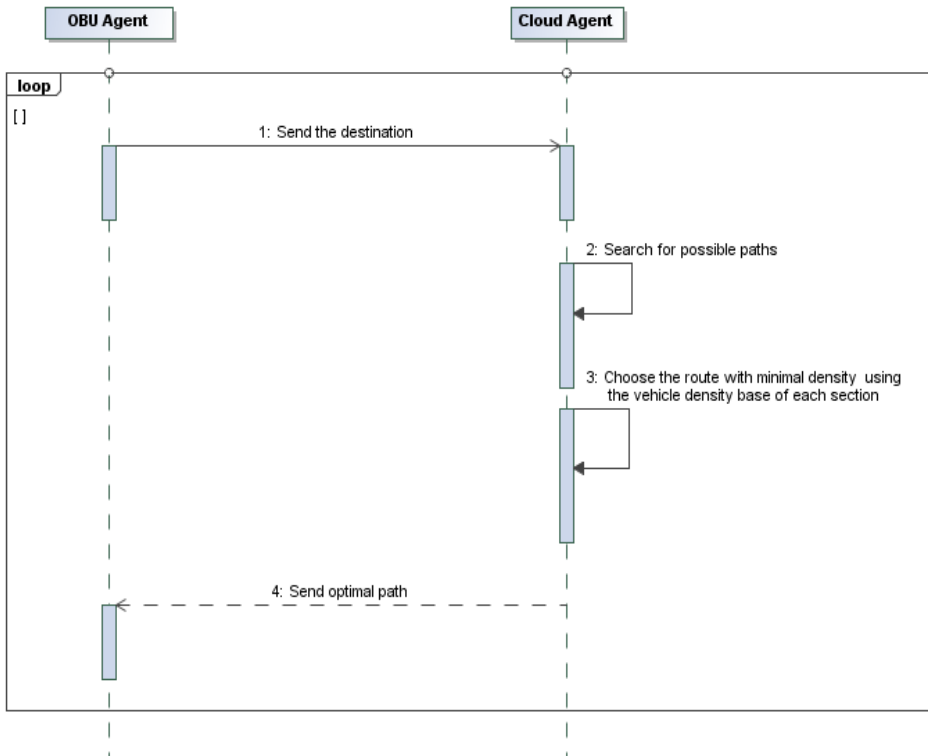 OBU Agent
Cloud Agent
loop
[ ]
1: Send the destination
2: Search for possible paths
3: Choose the route with minimal density using
the vehicle density base of each section
4: Send optimal path